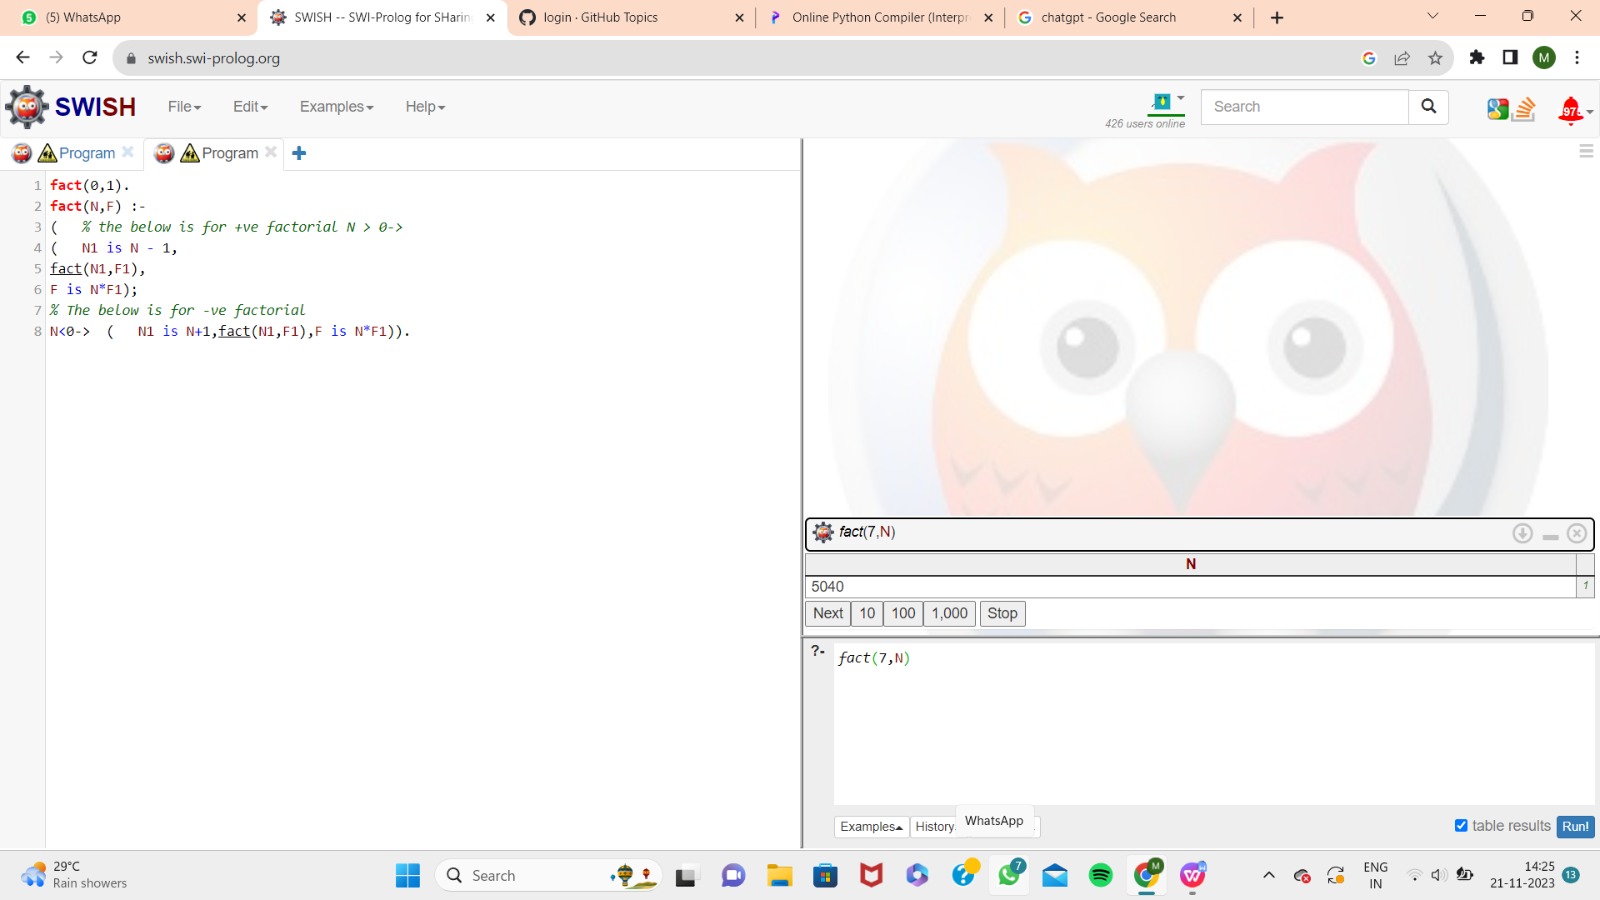 (5) WhatsApp
SWISH -- SWI-Prolog for SHarin
login · GitHub Topics
Online Python Compiler (Interpr
chatgpt - Google Search
swish.swi-prolog.org
M
SWISH
File
Edit
Examples
Help
426 users online
Search
Program
Program
1 fact(0,1).
2 fact(N,F) :-
3 (   % the below is for +ve factorial N > 0->
4 (   N1 is N - 1,
5 fact(N1,F1),
6 F is N*F1);
7 % The below is for -ve factorial
8 N<0->  (   N1 is N+1,fact(N1,F1),F is N*F1)).
fact(7,N)
N
5040 1
Next 10 100 1,000 Stop
?- fact(7,N)
Examples History
WhatsApp
table results Run!
29°C
Rain showers
Search
7
M
ENG
IN
14:25
21-11-2023
13